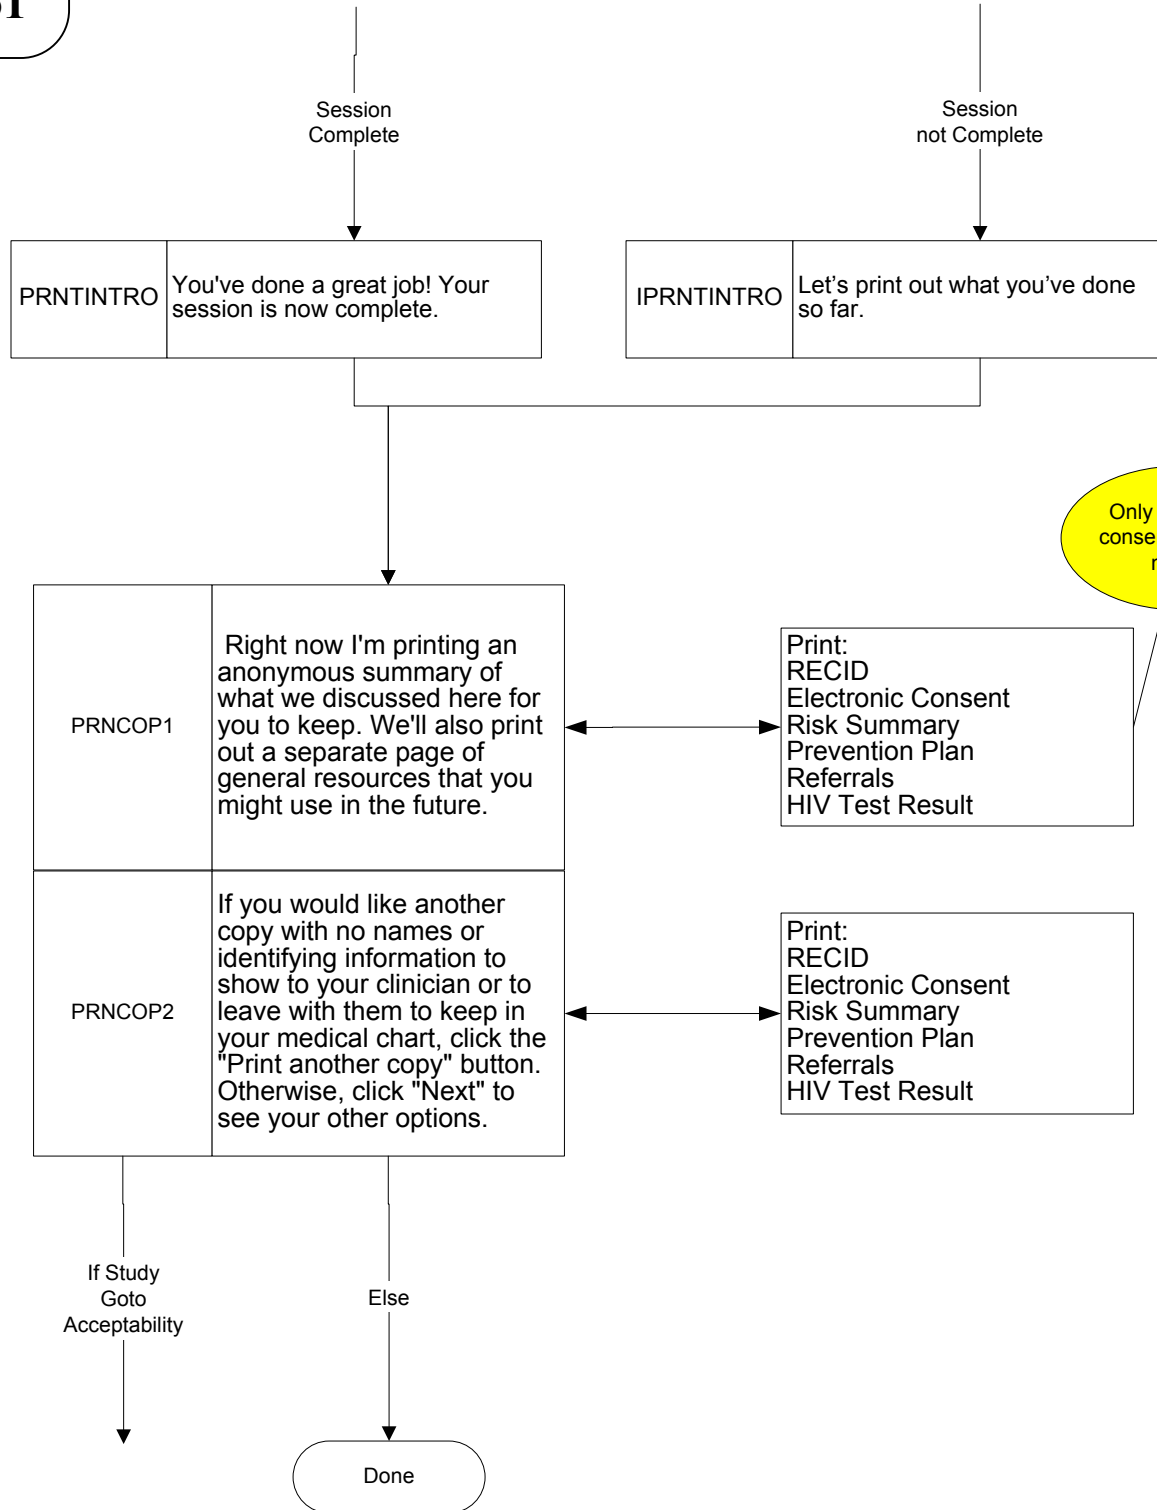 Session
Complete
Session
not Complete
PRNTINTRO
You've done a great job! Your
session is now complete.
IPRNTINTRO
Let’s print out what you’ve done
so far.
Only
PRNCOP1
Right now I'm printing an
anonymous summary of
what we discussed here for
you to keep. We'll also print
out a separate page of
general resources that you
might use in the future.
Print:
RECID
Electronic Consent
Risk Summary
Prevention Plan
Referrals
HIV Test Result
PRNCOP2
If you would like another
copy with no names or
identifying information to
show to your clinician or to
leave with them to keep in
your medical chart, click the
"Print another copy" button.
Otherwise, click "Next" to
see your other options.
Print:
RECID
Electronic Consent
Risk Summary
Prevention Plan
Referrals
HIV Test Result
If Study
Goto
Acceptability
Else
Done